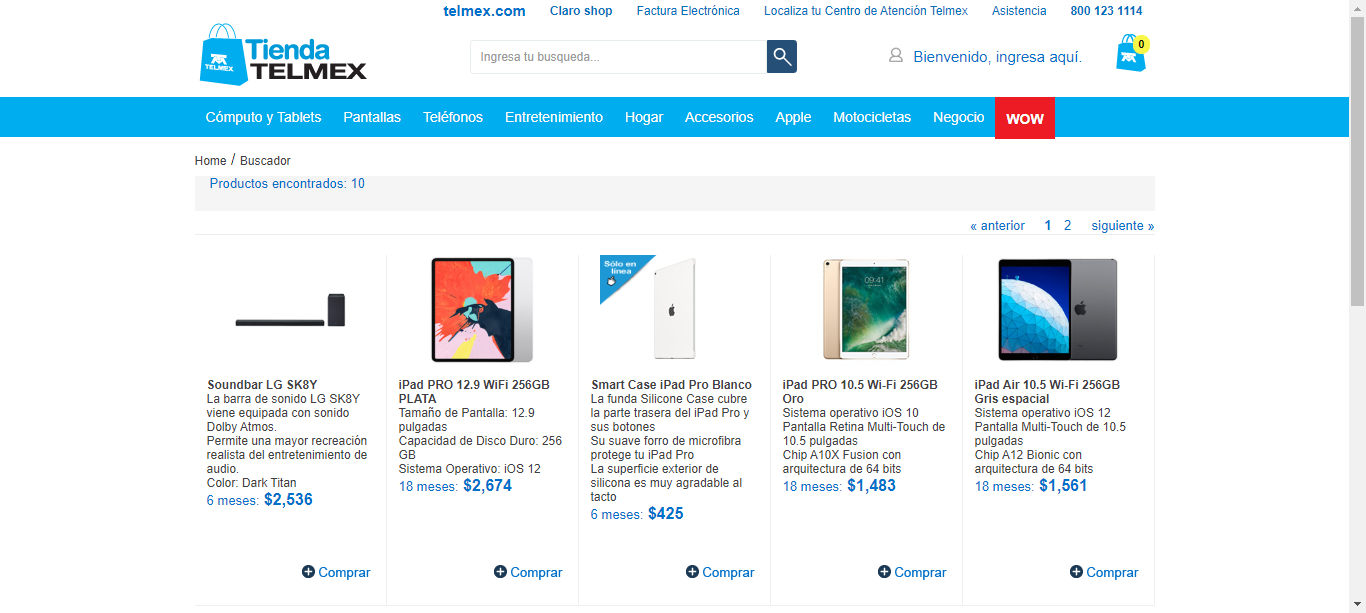 telmex.com Claro shop Factura Electrónica Localiza tu Centro de Atención Telmex Asistencia 800 123 1114
Tienda
TELMEX
TELMEX
Ingresa tu busqueda...
Bienvenido, ingresa aquí.
0
Cómputo y Tablets Pantallas Teléfonos Entretenimiento Hogar Accesorios Apple Motocicletas Negocio WOW
Home / Buscador
Productos encontrados: 10
« anterior 1 2 siguiente »
Soundbar LG SK8Y
La barra de sonido LG SK8Y
viene equipada con sonido
Dolby Atmos.
Permite una mayor recreación
realista del entretenimiento de
audio.
Color: Dark Titan
6 meses: $2,536
Comprar
iPad PRO 12.9 WiFi 256GB
PLATA
Tamaño de Pantalla: 12.9
pulgadas
Capacidad de Disco Duro: 256
GB
Sistema Operativo: iOS 12
18 meses: $2,674
Comprar
Sólo en
línea
Smart Case iPad Pro Blanco
La funda Silicone Case cubre
la parte trasera del iPad Pro y
sus botones
Su suave forro de microfibra
protege tu iPad Pro
La superficie exterior de
silicona es muy agradable al
tacto
6 meses: $425
Comprar
09:41
iPad PRO 10.5 Wi-Fi 256GB
Oro
Sistema operativo iOS 10
Pantalla Retina Multi-Touch de
10.5 pulgadas
Chip A10X Fusion con
arquitectura de 64 bits
18 meses: $1,483
Comprar
iPad Air 10.5 Wi-Fi 256GB
Gris espacial
Sistema operativo iOS 12
Pantalla Multi-Touch de 10.5
pulgadas
Chip A12 Bionic con
arquitectura de 64 bits
18 meses: $1,561
Comprar